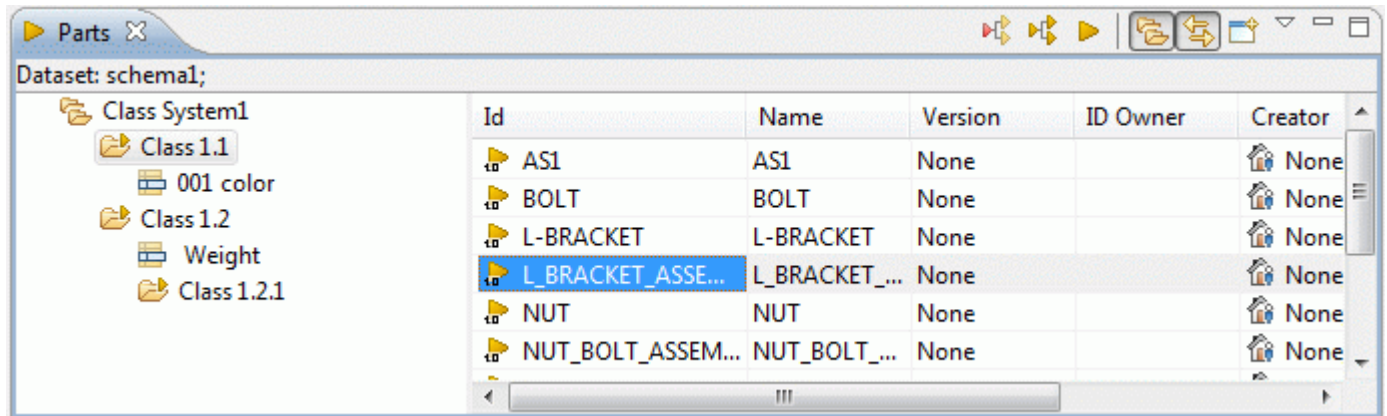 Parts
Dataset: schema1;
Class System1
Class 1.1
001 color
Class 1.2
Weight
Class 1.2.1
Id Name Version ID Owner Creator
AS1 AS1 None None
BOLT BOLT None None
L-BRACKET L-BRACKET None None
L_BRACKET_ASSE... L_BRACKET_... None None
NUT NUT None None
NUT_BOLT_ASSEM... NUT_BOLT_... None None